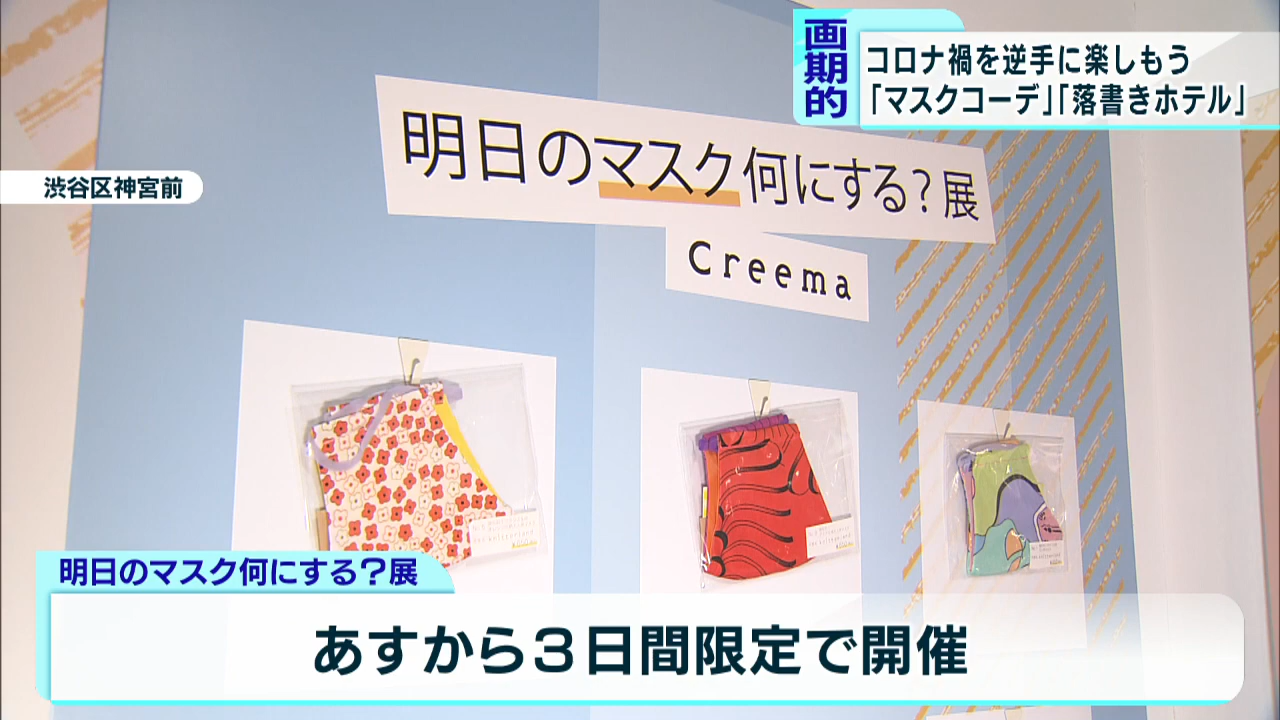 画期的
コロナ禍を逆手に楽しもう
「マスクコーデ」「落書きホテル」
渋谷区神宮前
明日のマスク何にする?展
Creema
明日のマスク何にする?展
あすから3日間限定で開催